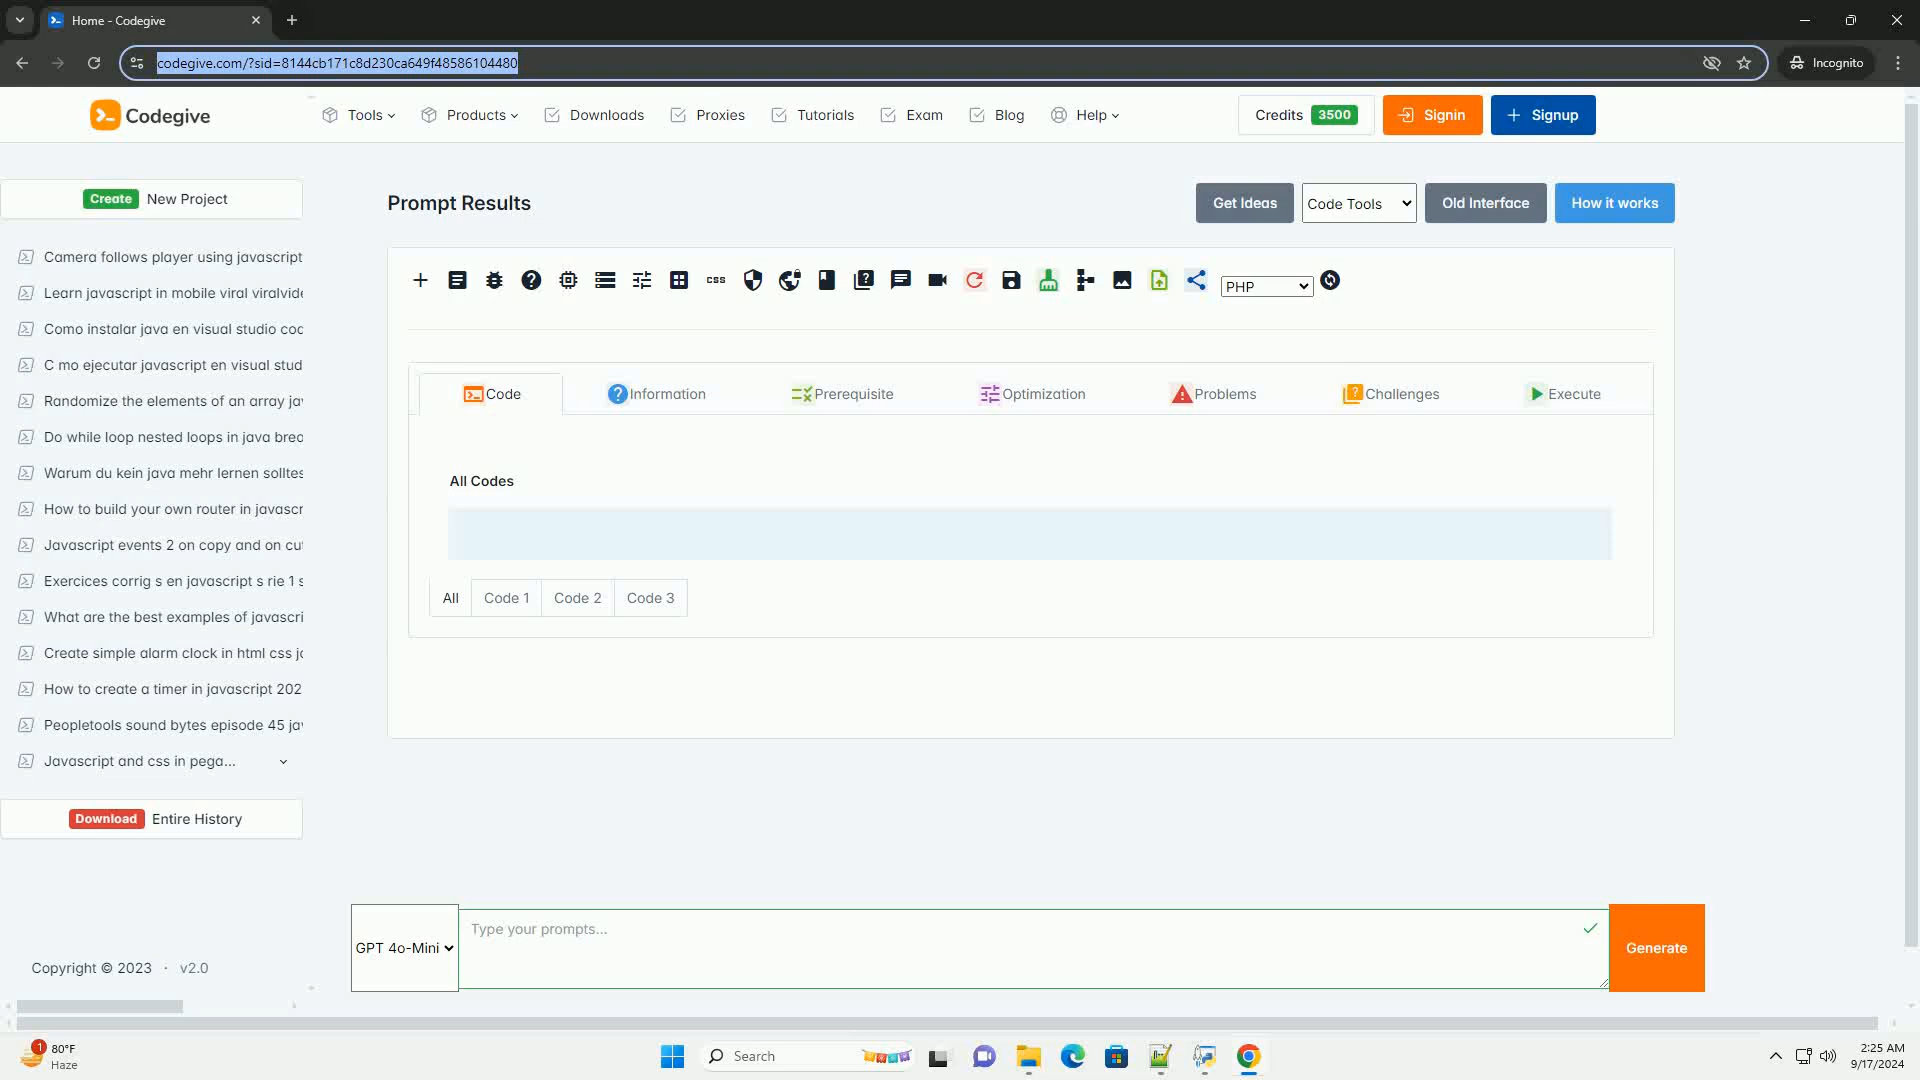 Home - Codegive
codegive.com/?sid=8144cb171c8d230ca649f48586104480
Incognito
Codegive
Tools
Products
Downloads
Proxies
Tutorials
Exam
Blog
Help
Credits 3500
Signin
Signup
Create New Project
Camera follows player using javascript
Learn javascript in mobile viral viralvide
Como instalar java en visual studio coc
C mo ejecutar javascript en visual stud
Randomize the elements of an array jav
Do while loop nested loops in java brec
Warum du kein java mehr lernen solltes
How to build your own router in javascr
Javascript events 2 on copy and on cut
Exercices corrig s en javascript s rie 1 s
What are the best examples of javascri
Create simple alarm clock in html css jc
How to create a timer in javascript 202
Peopletools sound bytes episode 45 jav
Javascript and css in pega...
Download Entire History
Copyright © 2023 · v2.0
Prompt Results
Get Ideas
Code Tools
Old Interface
How it works
css
PHP
Code
Information
Prerequisite
Optimization
Problems
Challenges
Execute
All Codes
All
Code 1
Code 2
Code 3
GPT 4o-Mini
Type your prompts...
Generate
1
80°F
Haze
Search
2:25 AM
9/17/2024